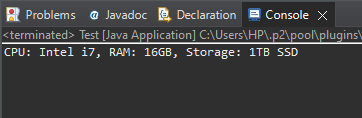 Problems @ Javadoc Declaration Console
<terminated> Test [Java Application] C:\Users\HP\.p2\pool\plugins\
CPU: Intel i7, RAM: 16GB, Storage: 1TB SSD